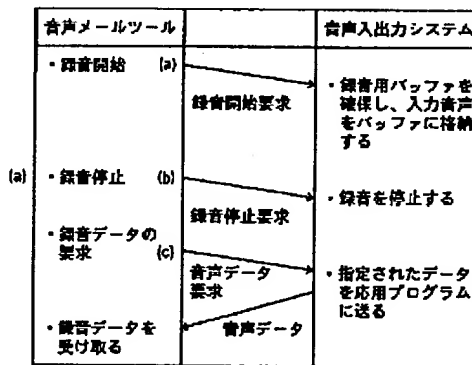 音声メールツール
音声入出力システム
・録音開始 (a)
録音開始要求
・録音用バッファを
確保し、入力音声
をバッファに格納
する
(a)
・録音停止 (b)
録音停止要求
・録音を停止する
・録音データの
要求 (c)
音声データ
要求
・指定されたデータ
を応用プログラム
に送る
・録音データを
受け取る
音声データ